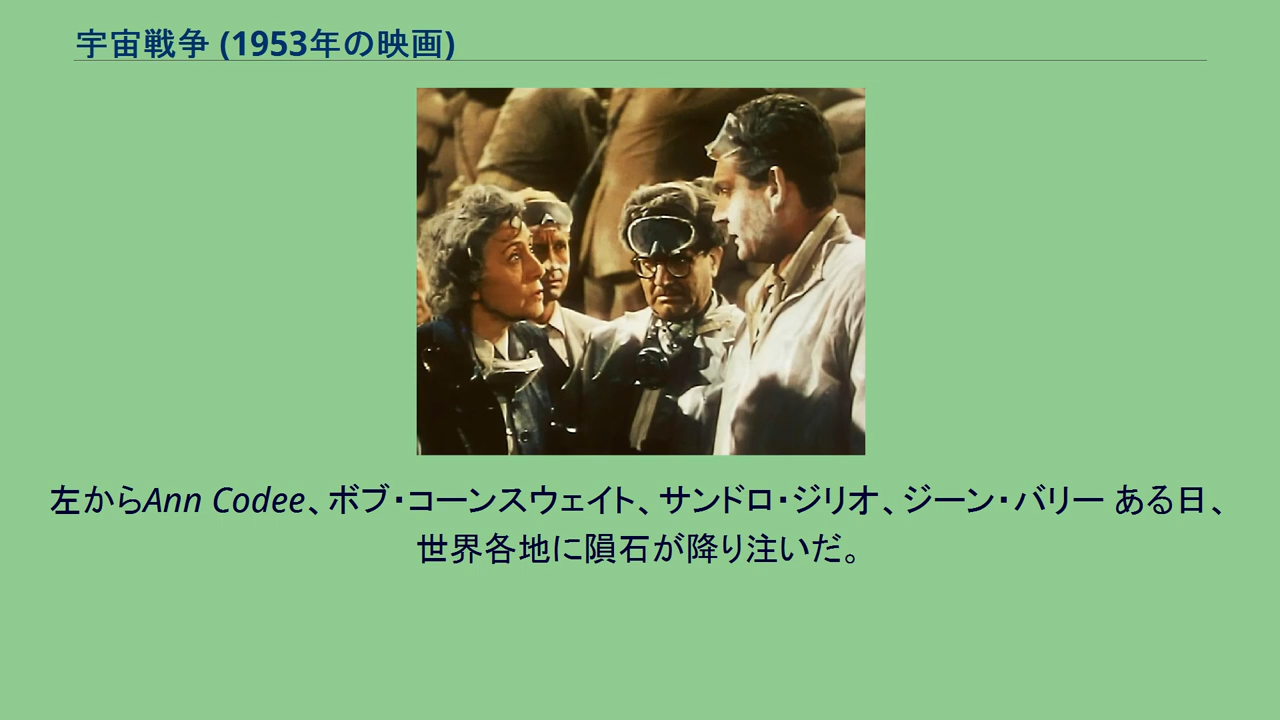 宇宙戦争 (1953年の映画)
左からAnn Codee、ボブ・コーンスウェイト、サンドロ・ジリオ、ジーン・バリー ある日、
世界各地に隕石が降り注いだ。